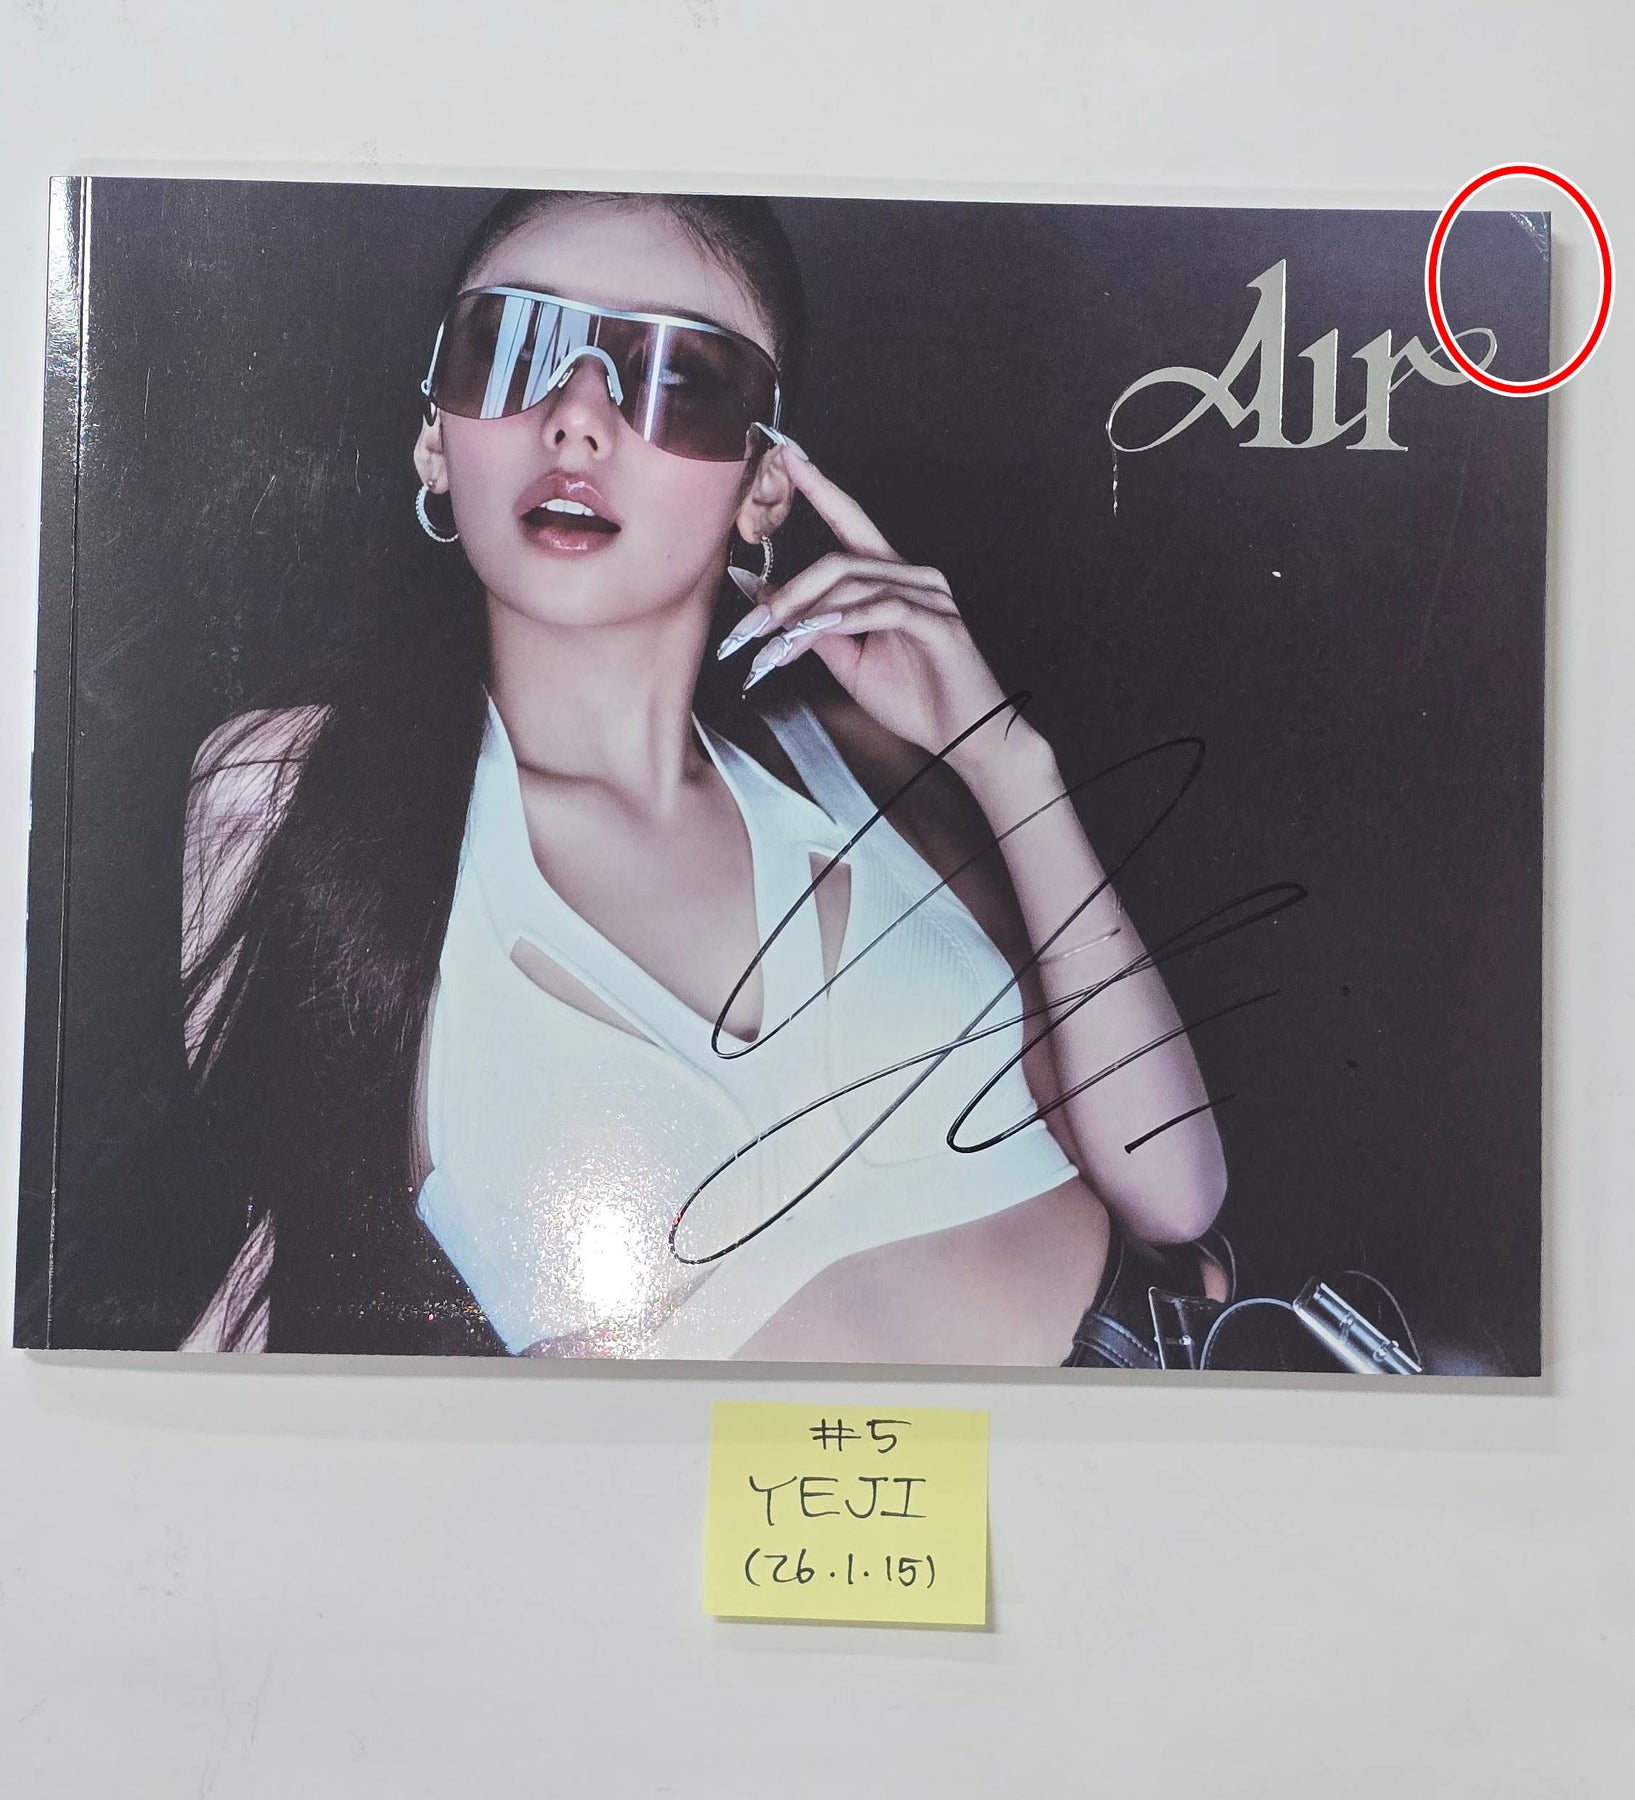 Air
#5
YEJI
(26.1.15)